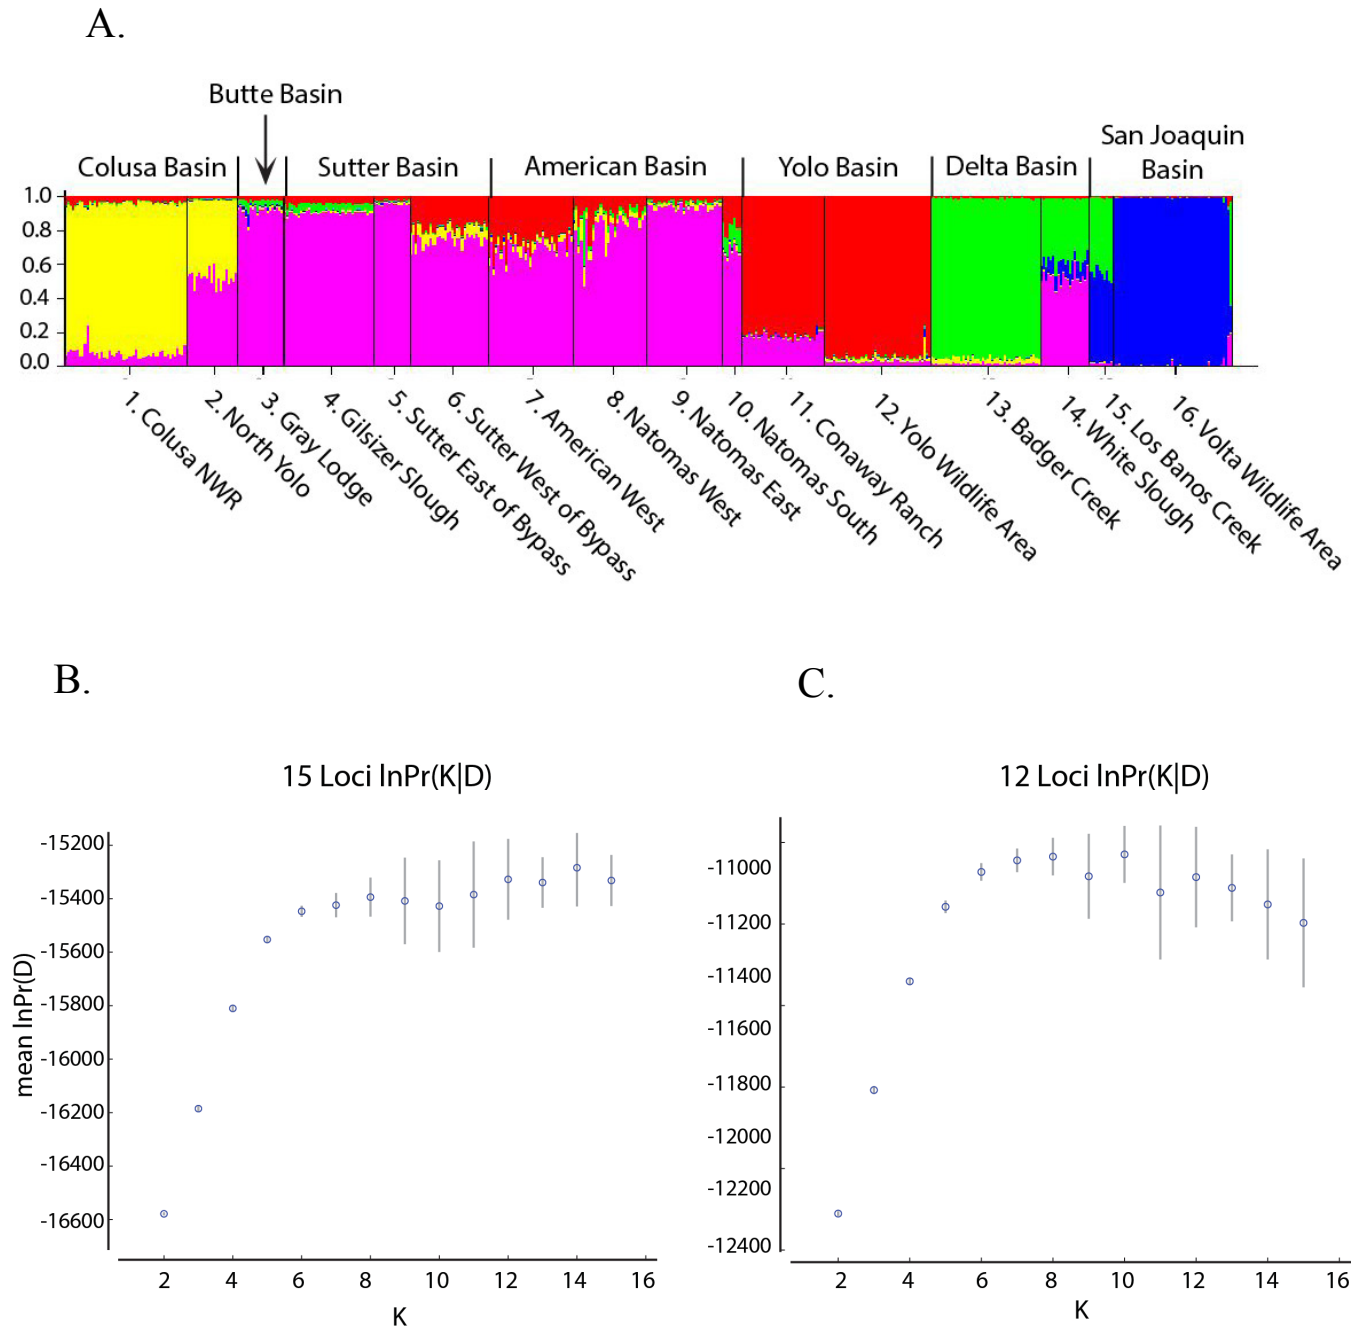 A.
Butte Basin
San Joaquin
Basin
Colusa Basin
Sutter Basin
American Basin
Yolo Basin
Delta Basin
1.0
0.8
0.6
0.4
0.2
0.0
1. Colusa NWR
2. North Yolo
3. Gray Lodge
4. Gilsizer Slough
5. Sutter East of Bypass
6. Sutter West of Bypass
7. American West
8. Natomas West
9. Natomas East
10. Natomas South
11. Conaway Ranch
12. Yolo Wildlife Area
13. Badger Creek
14. White Slough
15. Los Banos Creek
16. Volta Wildlife Area
B.
15 Loci lnPr(K|D)
mean lnPr(D)
-15200
-15400
-15600
-15800
-16000
-16200
-16400
-16600
2 4 6 8 10 12 14 16
K
C.
12 Loci lnPr(K|D)
-11000
-11200
-11400
-11600
-11800
-12000
-12200
-12400
2 4 6 8 10 12 14 16
K